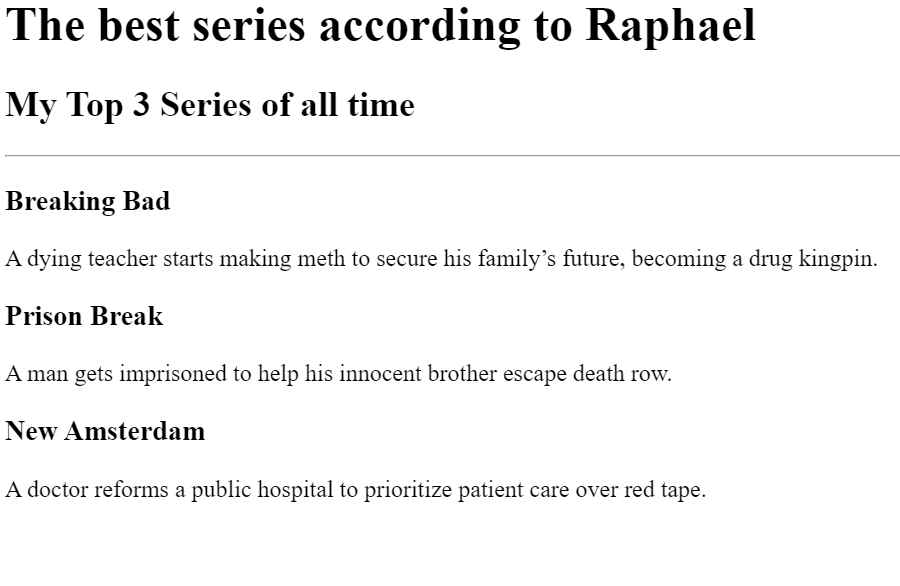 The best series according to Raphael
My Top 3 Series of all time
Breaking Bad
A dying teacher starts making meth to secure his family’s future, becoming a drug kingpin.
Prison Break
A man gets imprisoned to help his innocent brother escape death row.
New Amsterdam
A doctor reforms a public hospital to prioritize patient care over red tape.